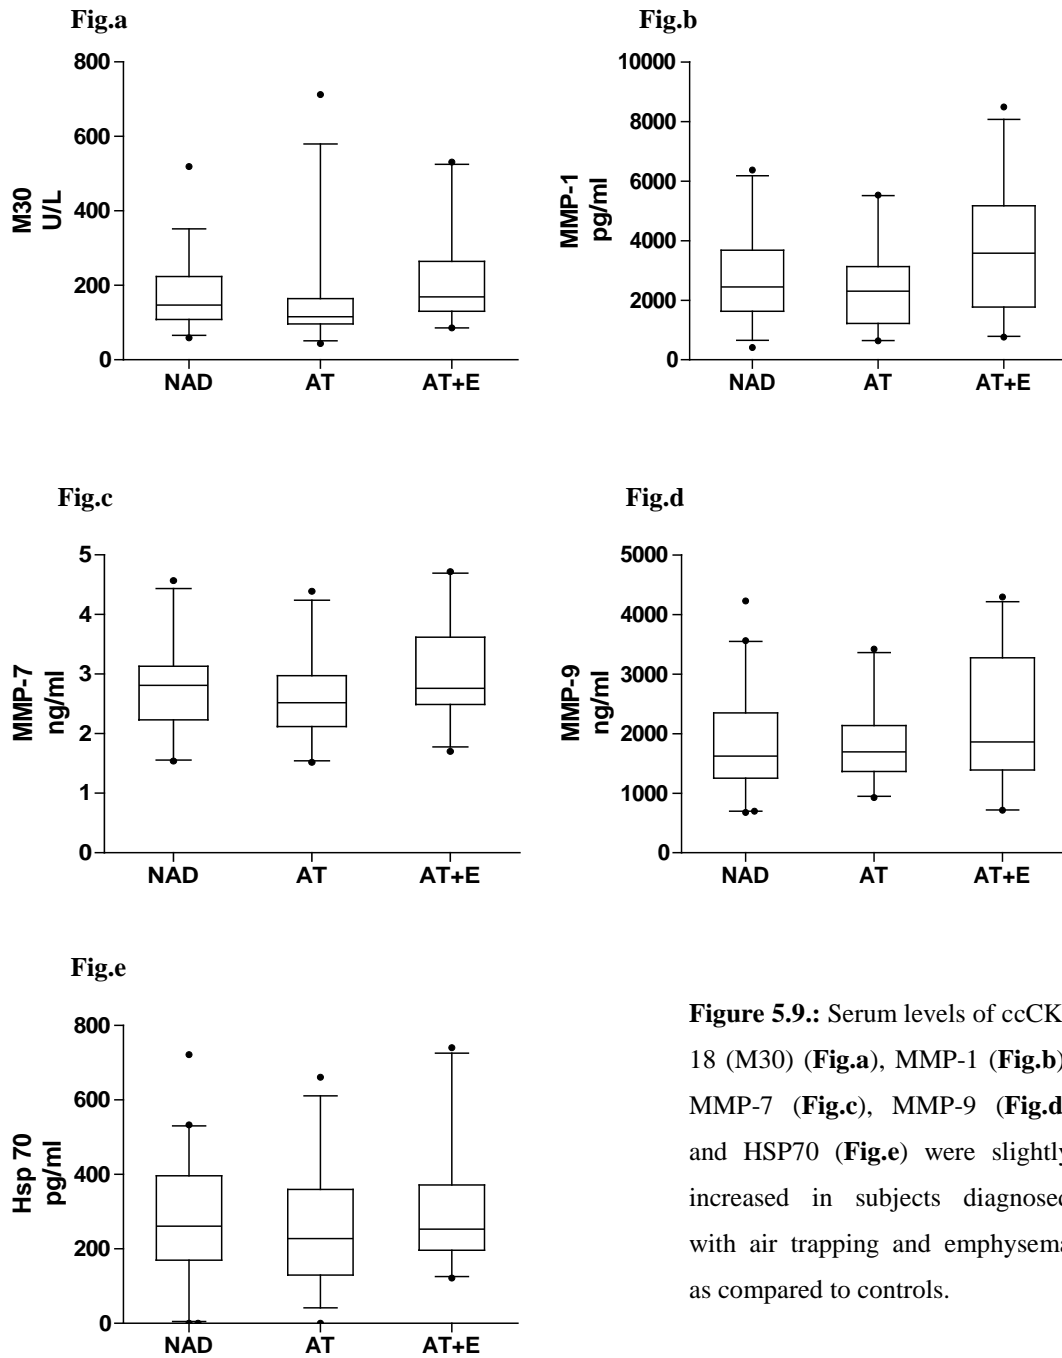 Fig.a
800
600
400
200
0
M30
U/L
NAD AT AT+E
Fig.b
10000
8000
6000
4000
2000
0
MMP-1
pg/ml
NAD AT AT+E
Fig.c
5
4
3
2
1
0
MMP-7
ng/ml
NAD AT AT+E
Fig.d
5000
4000
3000
2000
1000
0
MMP-9
ng/ml
NAD AT AT+E
Fig.e
800
600
400
200
0
Hsp 70
pg/ml
NAD AT AT+E
Figure 5.9.: Serum levels of ccCK
18 (M30) (Fig.a), MMP-1 (Fig.b)
MMP-7 (Fig.c), MMP-9 (Fig.d
and HSP70 (Fig.e) were slightly
increased in subjects diagnosed
with air trapping and emphysema
as compared to controls.